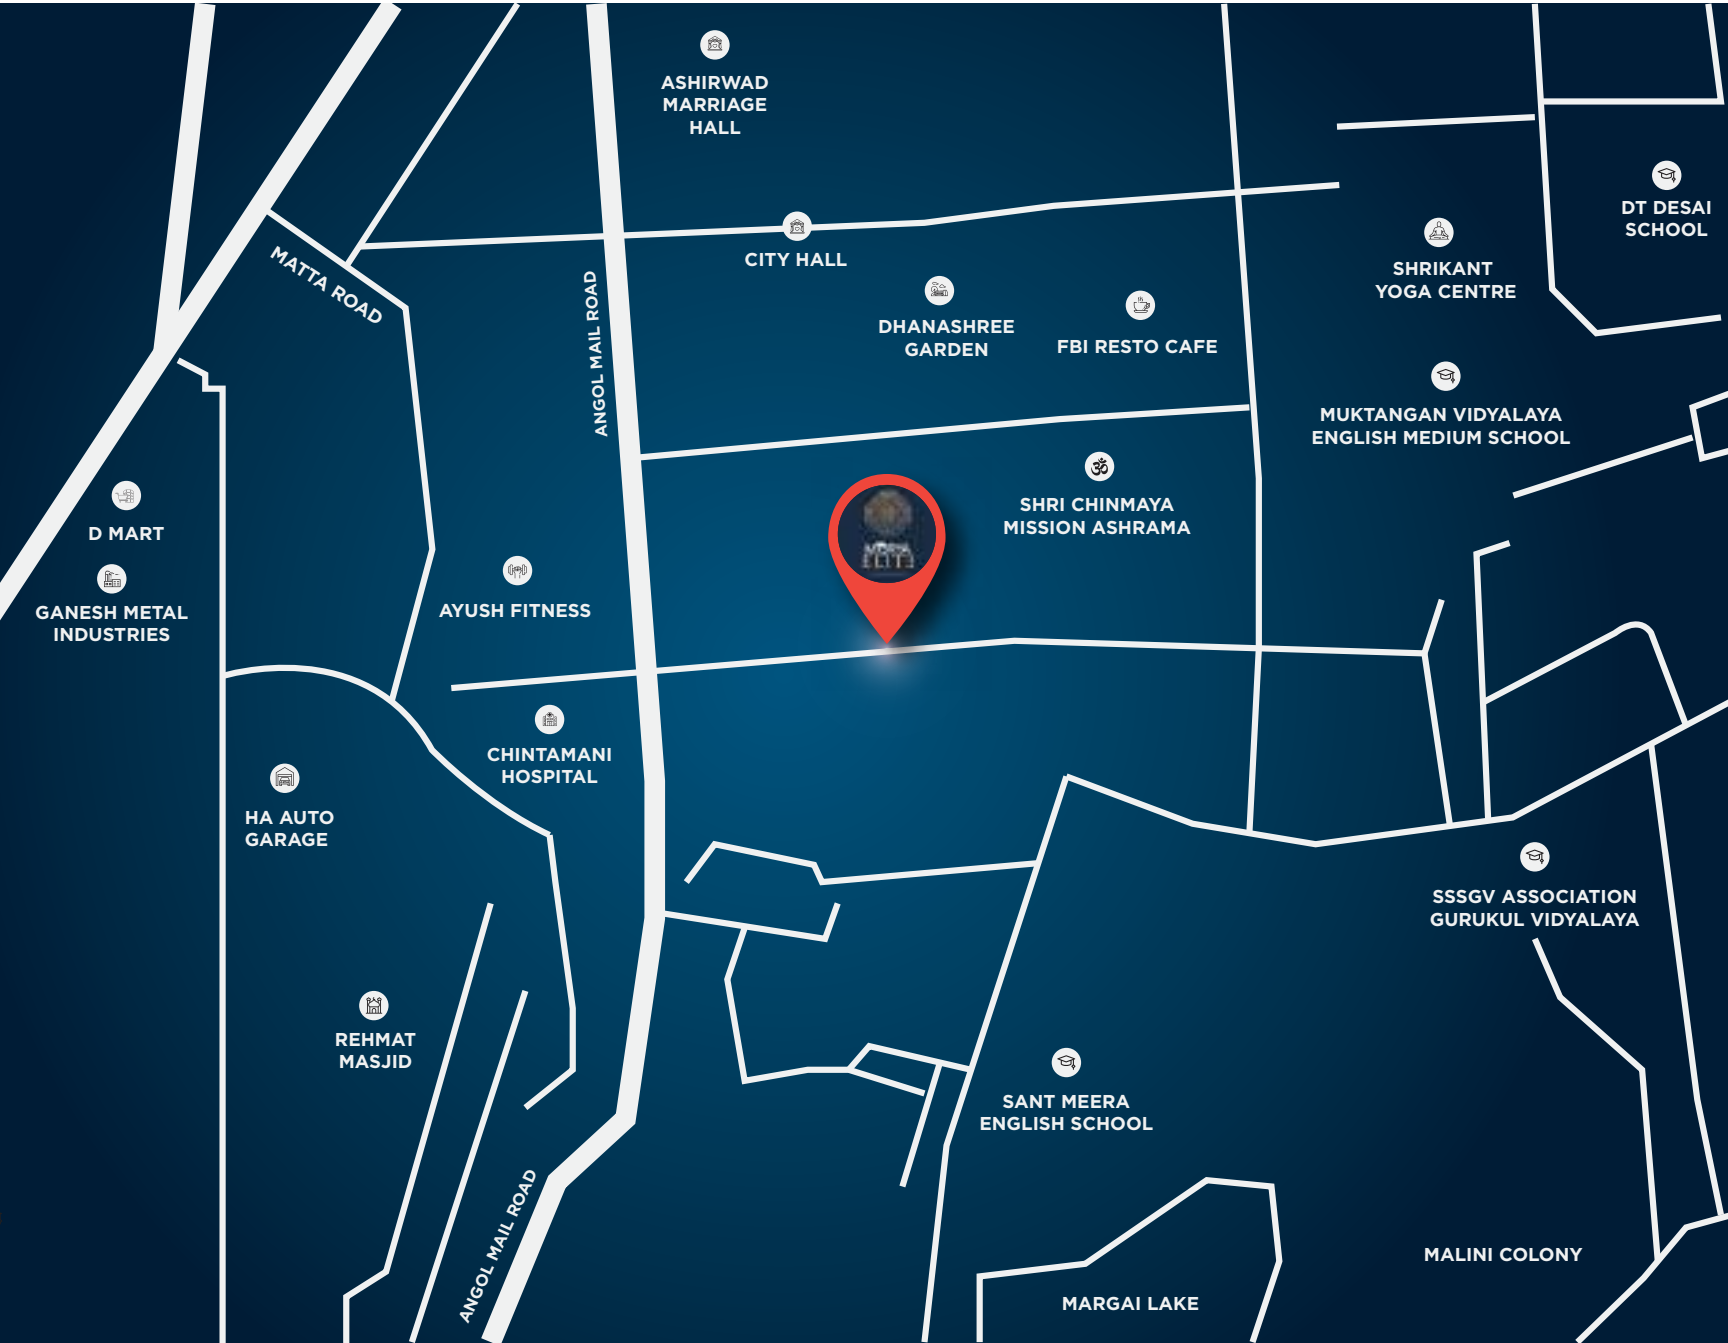 ASHIRWAD
MARRIAGE
HALL
DT DESAI
SCHOOL
MATTA ROAD
CITY HALL
SHRIKANT
YOGA CENTRE
ANGOL MAIL ROAD
DHANASHREE
GARDEN
FBI RESTO CAFE
MUKTANGAN VIDYALAYA
ENGLISH MEDIUM SCHOOL
D MART
SHRI CHINMAYA
MISSION ASHRAMA
GANESH METAL
INDUSTRIES
AYUSH FITNESS
CHINTAMANI
HOSPITAL
HA AUTO
GARAGE
SSSGV ASSOCIATION
GURUKUL VIDYALAYA
REHMAT
MASJID
SANT MEERA
ENGLISH SCHOOL
ANGOL MAIL ROAD
MALINI COLONY
MARGAI LAKE